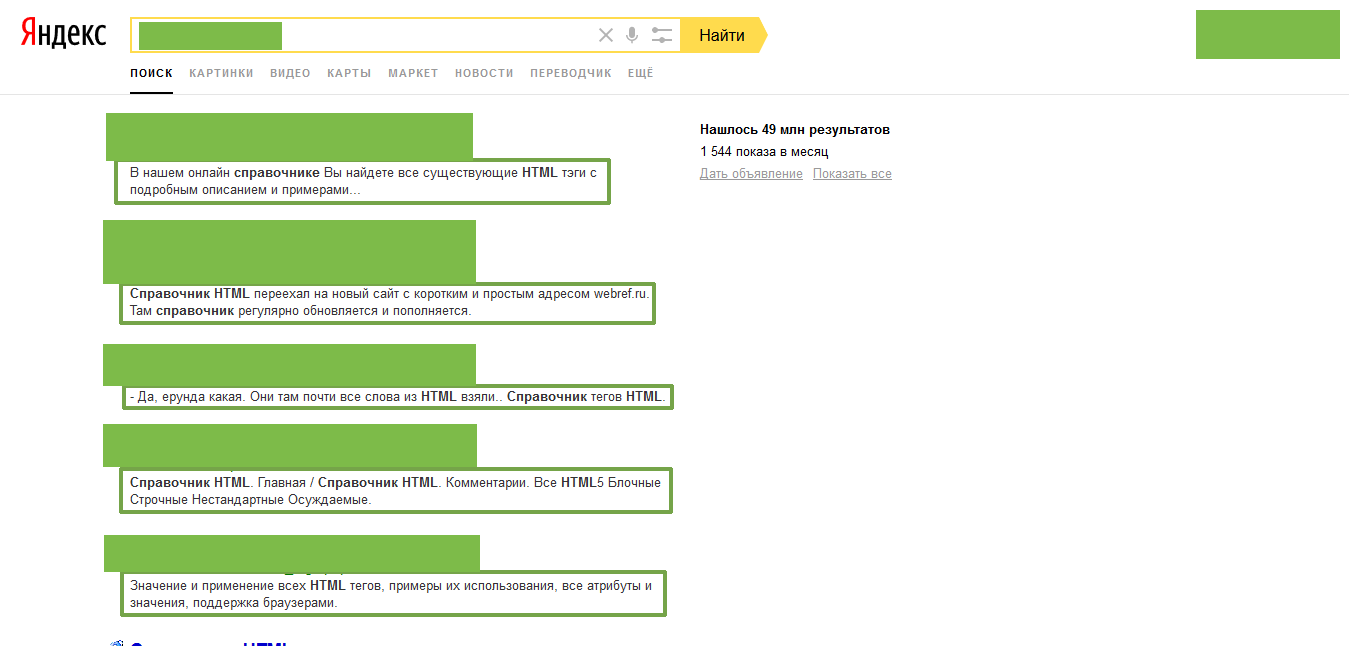 Яндекс
Найти
ПОИСК КАРТИНКИ ВИДЕО КАРТЫ МАРКЕТ НОВОСТИ ПЕРЕВОДЧИК ЕЩЁ
Нашлось 49 млн результатов
1 544 показа в месяц
Дать объявление Показать все
В нашем онлайн справочнике Вы найдете все существующие HTML тэги с
подробным описанием и примерами...
Справочник HTML переехал на новый сайт с коротким и простым адресом webref.ru.
Там справочник регулярно обновляется и пополняется.
- Да, ерунда какая. Они там почти все слова из HTML взяли.. Справочник тегов HTML.
Справочник HTML. Главная / Справочник HTML. Комментарии. Все HTML5 Блочные
Строчные Нестандартные Осуждаемые.
Значение и применение всех HTML тегов, примеры их использования, все атрибуты и
значения, поддержка браузерами.